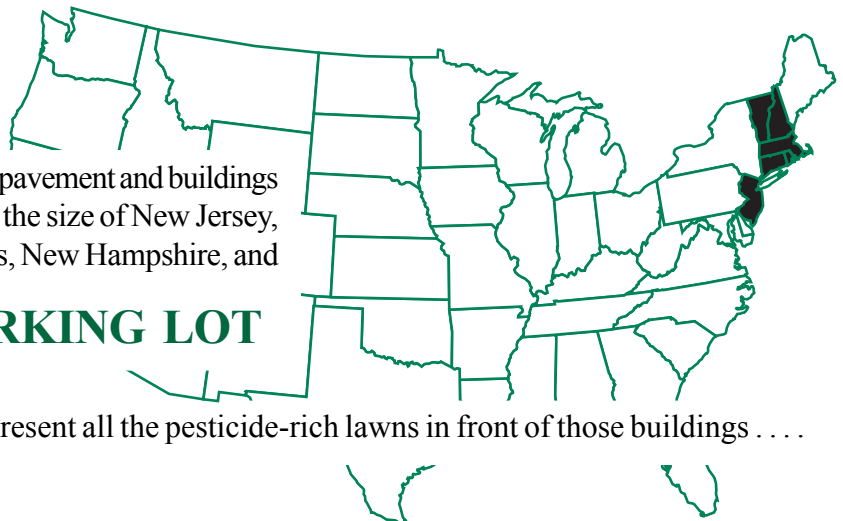 pavement and buildings
the size of New Jersey,
s, New Hampshire, and
RKING LOT
resent all the pesticide-rich lawns in front of those buildings . . . .